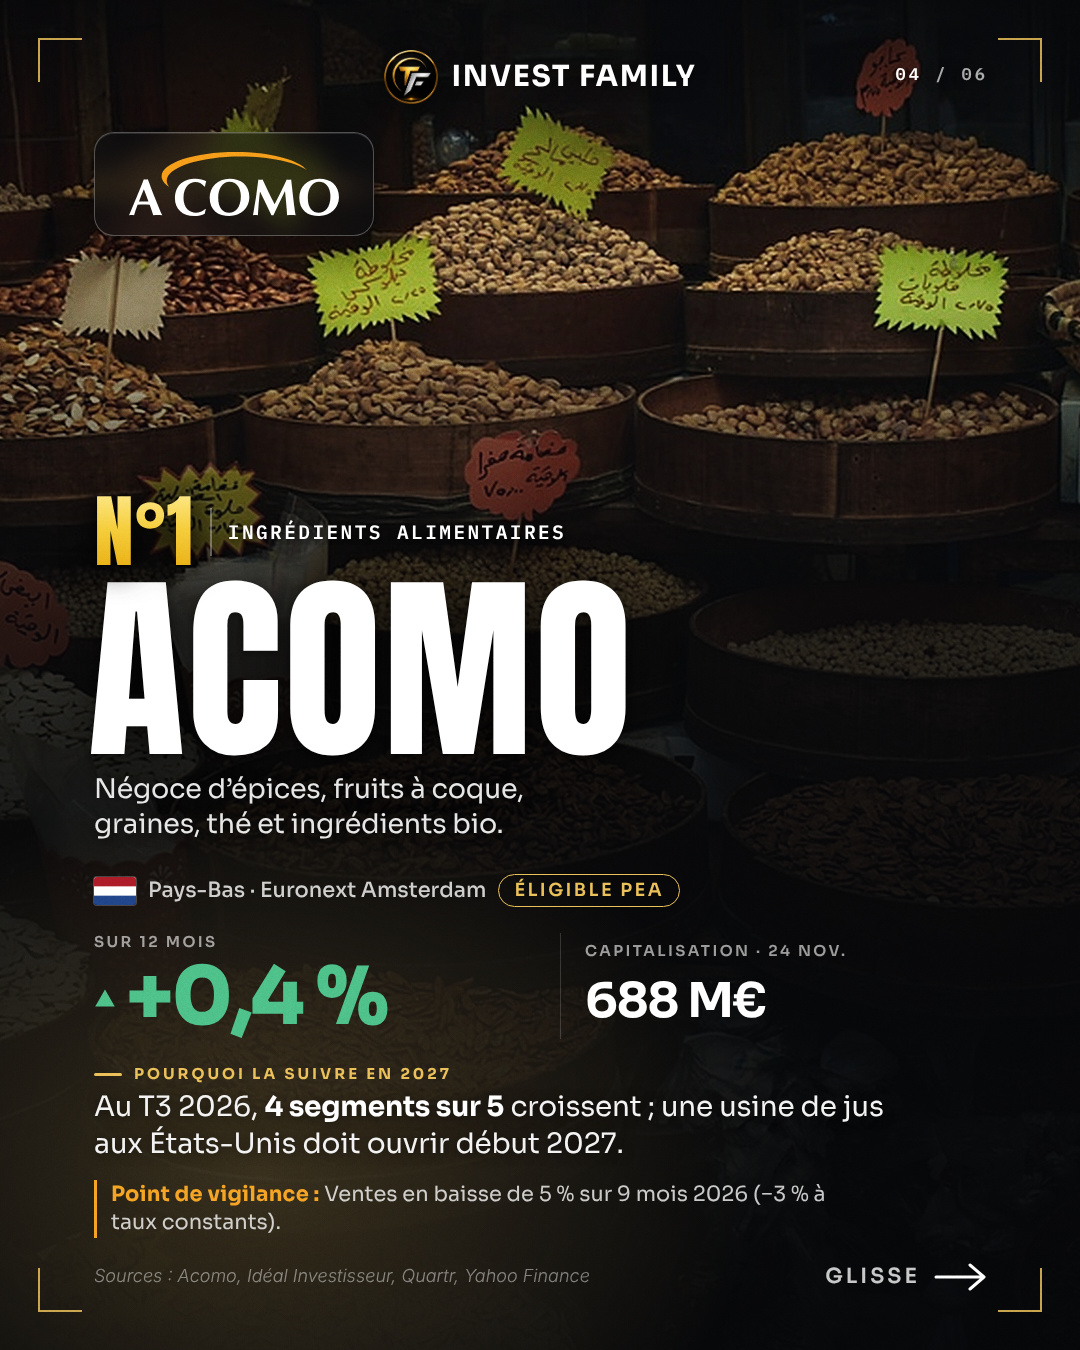 INVEST FAMILY
04 / 06
ACOMO
N°1
INGRÉDIENTS ALIMENTAIRES
ACOMO
Négoce d’épices, fruits à coque,
graines, thé et ingrédients bio.
Pays-Bas · Euronext Amsterdam
ÉLIGIBLE PEA
SUR 12 MOIS
+0,4 %
CAPITALISATION · 24 NOV.
688 M€
POURQUOI LA SUIVRE EN 2027
Au T3 2026, 4 segments sur 5 croissent ; une usine de jus
aux États-Unis doit ouvrir début 2027.
Point de vigilance : Ventes en baisse de 5 % sur 9 mois 2026 (−3 % à
taux constants).
Sources : Acomo, Idéal Investisseur, Quartr, Yahoo Finance
GLISSE